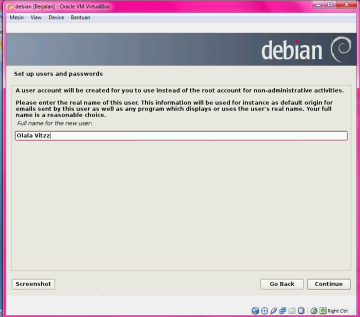 debian [Berjalan] - Oracle VM VirtualBox
Mesin View Device Bantuan
debian
Set up users and passwords
A user account will be created for you to use instead of the root account for non-administrative activities.
Please enter the real name of this user. This information will be used for instance as default origin for
emails sent by this user as well as any program which displays or uses the user's real name. Your full
name is a reasonable choice.
Full name for the new user:
Olala Vitzz
Screenshot
Go Back
Continue
Right Ctrl